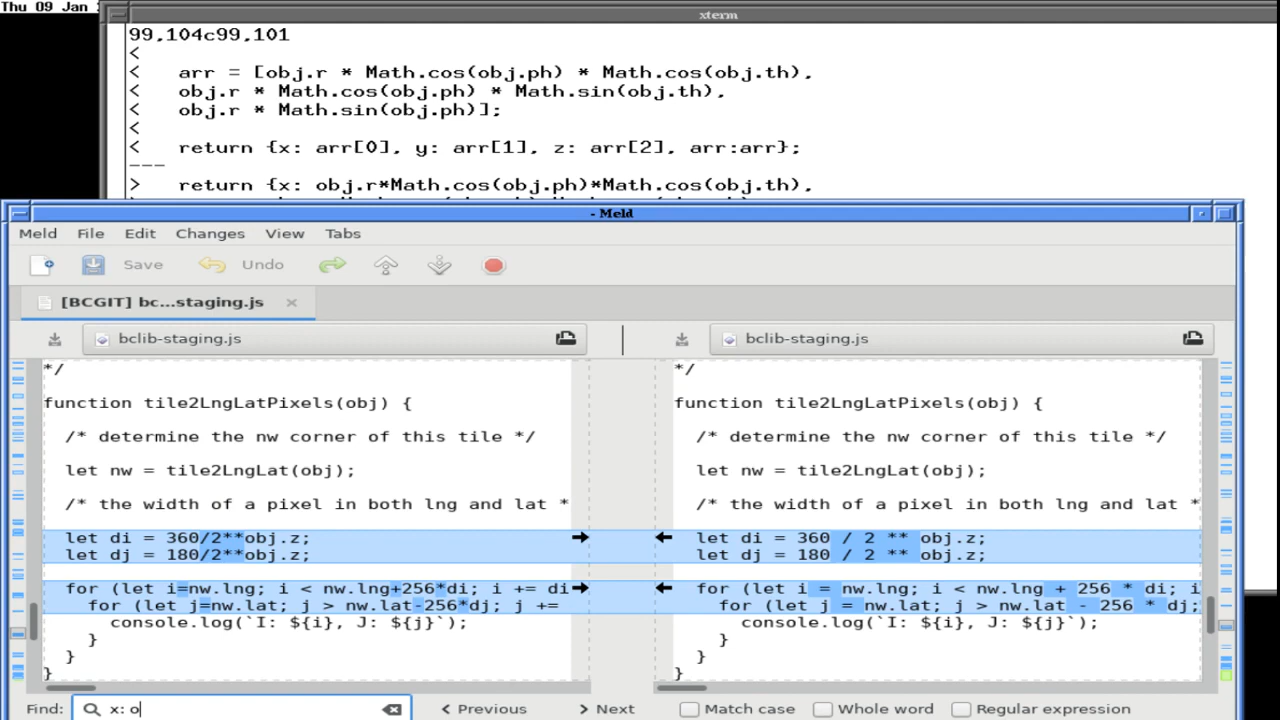 Thu 09 Jan
xterm
99,104c99,101
<
< arr = [obj.r * Math.cos(obj.ph) * Math.cos(obj.th),
< obj.r * Math.cos(obj.ph) * Math.sin(obj.th),
< obj.r * Math.sin(obj.ph)];
<
< return {x: arr[0], y: arr[1], z: arr[2], arr:arr};
---
> return {x: obj.r*Math.cos(obj.ph)*Math.cos(obj.th),
- Meld
Meld File Edit Changes View Tabs
Save Undo
[BCGIT] bc...staging.js ×
bclib-staging.js
*/
function tile2LngLatPixels(obj) {
/* determine the nw corner of this tile */
let nw = tile2LngLat(obj);
/* the width of a pixel in both lng and lat *
let di = 360/2**obj.z;
let dj = 180/2**obj.z;
for (let i=nw.lng; i < nw.lng+256*di; i += di
for (let j=nw.lat; j > nw.lat-256*dj; j +=
console.log(`I: ${i}, J: ${j}`);
}
}
}
bclib-staging.js
*/
function tile2LngLatPixels(obj) {
/* determine the nw corner of this tile */
let nw = tile2LngLat(obj);
/* the width of a pixel in both lng and lat *
let di = 360 / 2 ** obj.z;
let dj = 180 / 2 ** obj.z;
for (let i = nw.lng; i < nw.lng + 256 * di; i
for (let j = nw.lat; j > nw.lat - 256 * dj;
console.log(`I: ${i}, J: ${j}`);
}
}
}
Find: x: o < Previous > Next Match case Whole word Regular expression